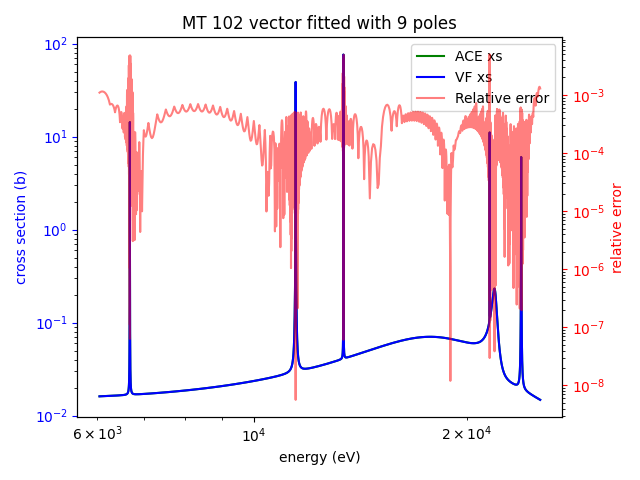 MT 102 vector fitted with 9 poles
ACE xs
VF xs
Relative error
cross section (b)
10²
10¹
10⁰
10⁻¹
10⁻²
relative error
10⁻³
10⁻⁴
10⁻⁵
10⁻⁶
10⁻⁷
10⁻⁸
6 × 10³
10⁴
2 × 10⁴
energy (eV)